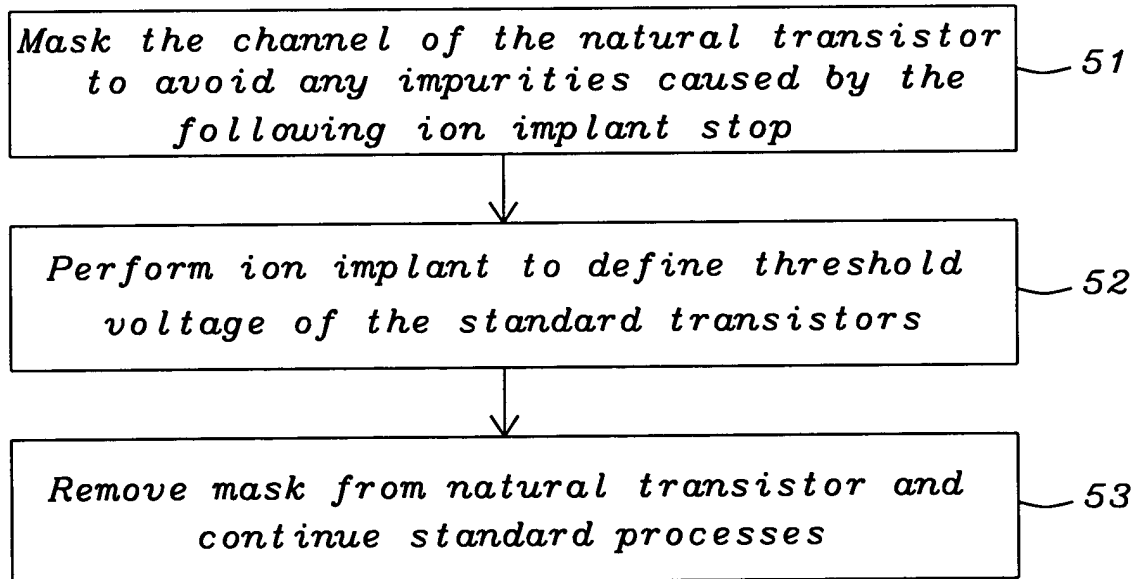 Mask the channel of the natural transistor
to avoid any impurities caused by the
following ion implant stop
51
Perform ion implant to define threshold
voltage of the standard transistors
52
Remove mask from natural transistor and
continue standard processes
53